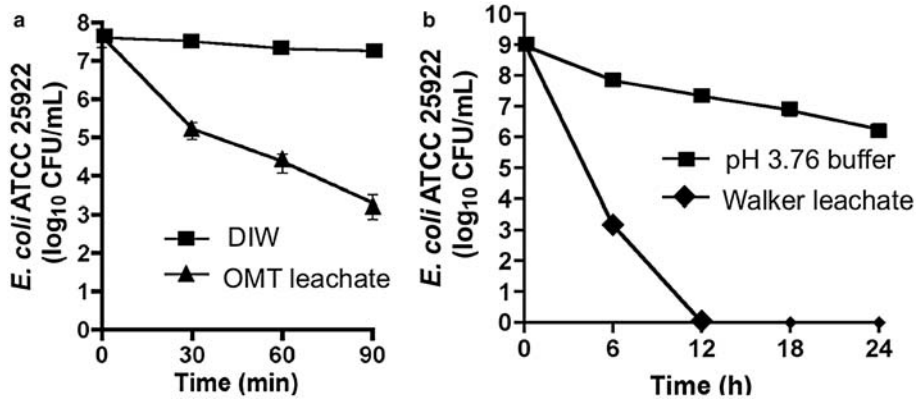 a
E. coli ATCC 25922
(log10 CFU/mL)
8
7
6
5
4
3
2
1
0
DIW
OMT leachate
0 30 60 90
Time (min)
b
E. coli ATCC 25922
(log10 CFU/mL)
10
9
8
7
6
5
4
3
2
1
0
pH 3.76 buffer
Walker leachate
0 6 12 18 24
Time (h)